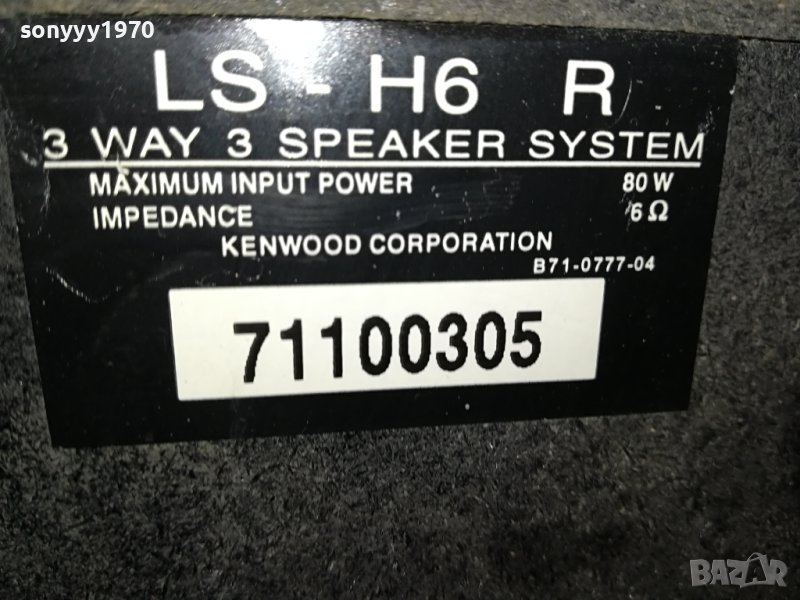 sonyyy1970
LS - H6 R
3 WAY 3 SPEAKER SYSTEM
MAXIMUM INPUT POWER 80 W
IMPEDANCE 6 Ω
KENWOOD CORPORATION
B71-0777-04
71100305
BAZAR